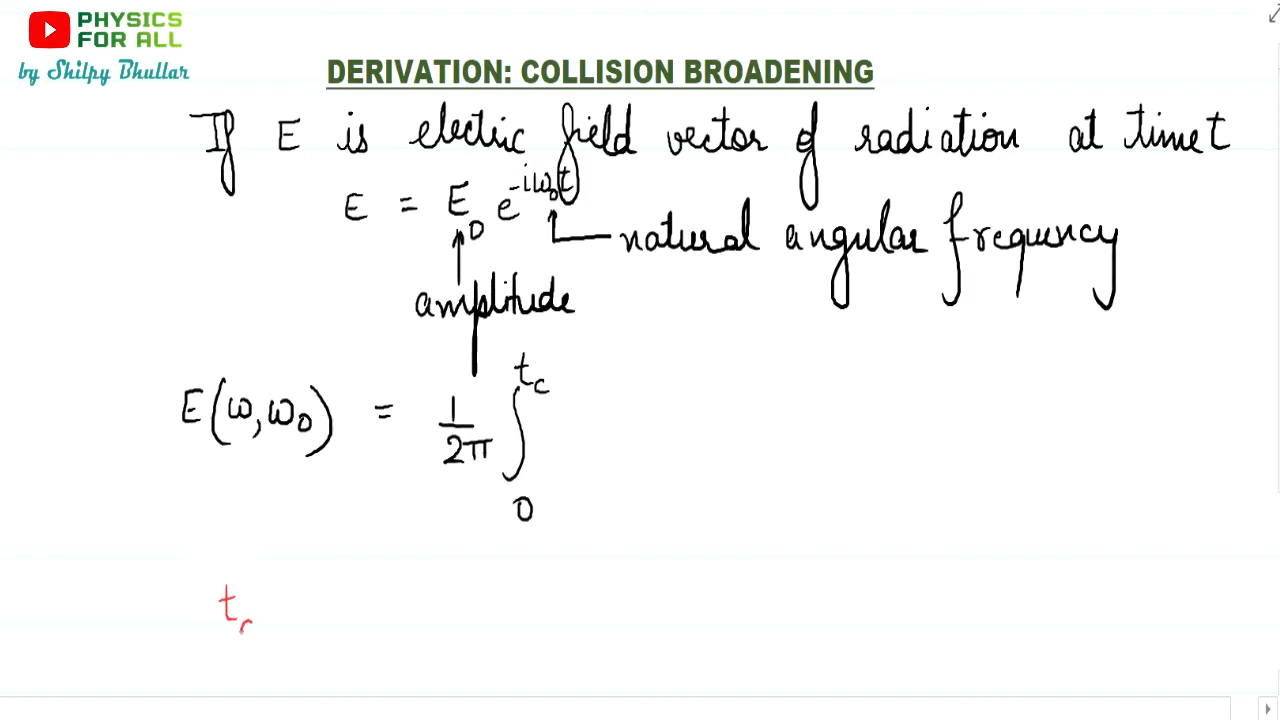 PHYSICS
FOR ALL
by Shilpy Bhullar
DERIVATION: COLLISION BROADENING
If E is electric field vector of radiation at time t
E = E₀ e^{-iω₀t}
natural angular frequency
amplitude
E(ω, ω₀) = 1/2π ∫₀^{t_c}
t